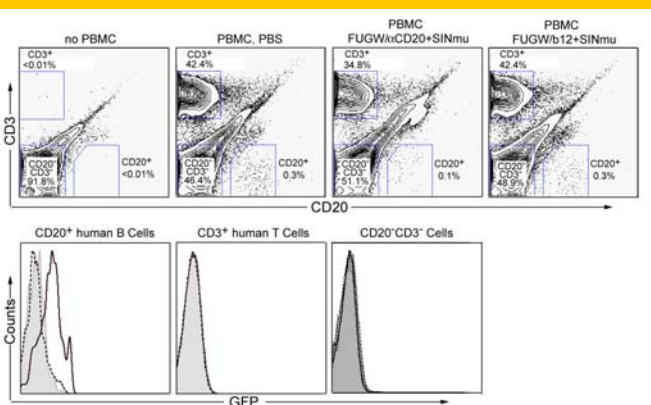 no PBMC
PBMC, PBS
PBMC
FUGW/αCD20+SINmu
PBMC
FUGW/b12+SINmu
CD3+
<0.01%
CD20-
CD3-
91.8%
CD20+
<0.01%
CD3+
42.4%
CD20-
CD3-
46.4%
CD20+
0.3%
CD3+
34.8%
CD20-
CD3-
51.1%
CD20+
0.1%
CD3+
42.4%
CD20-
CD3-
48.9%
CD20+
0.3%
CD3
CD20
CD20+ human B Cells
CD3+ human T Cells
CD20-CD3- Cells
Counts
GFP